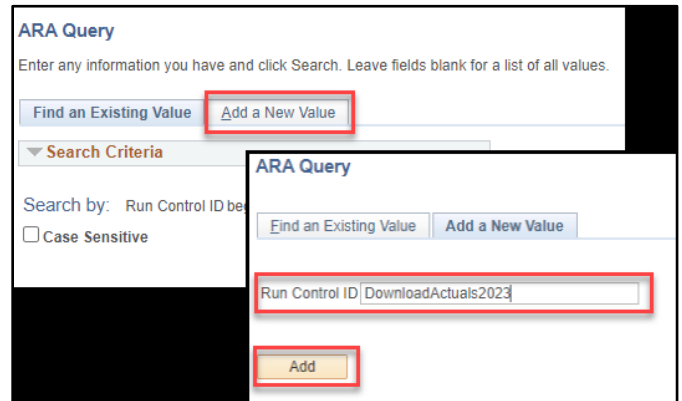 ARA Query
Enter any information you have and click Search. Leave fields blank for a list of all values.
Find an Existing Value Add a New Value
Search Criteria
Search by: Run Control ID
Case Sensitive
ARA Query
Find an Existing Value Add a New Value
Run Control ID DownloadActuals2023
Add